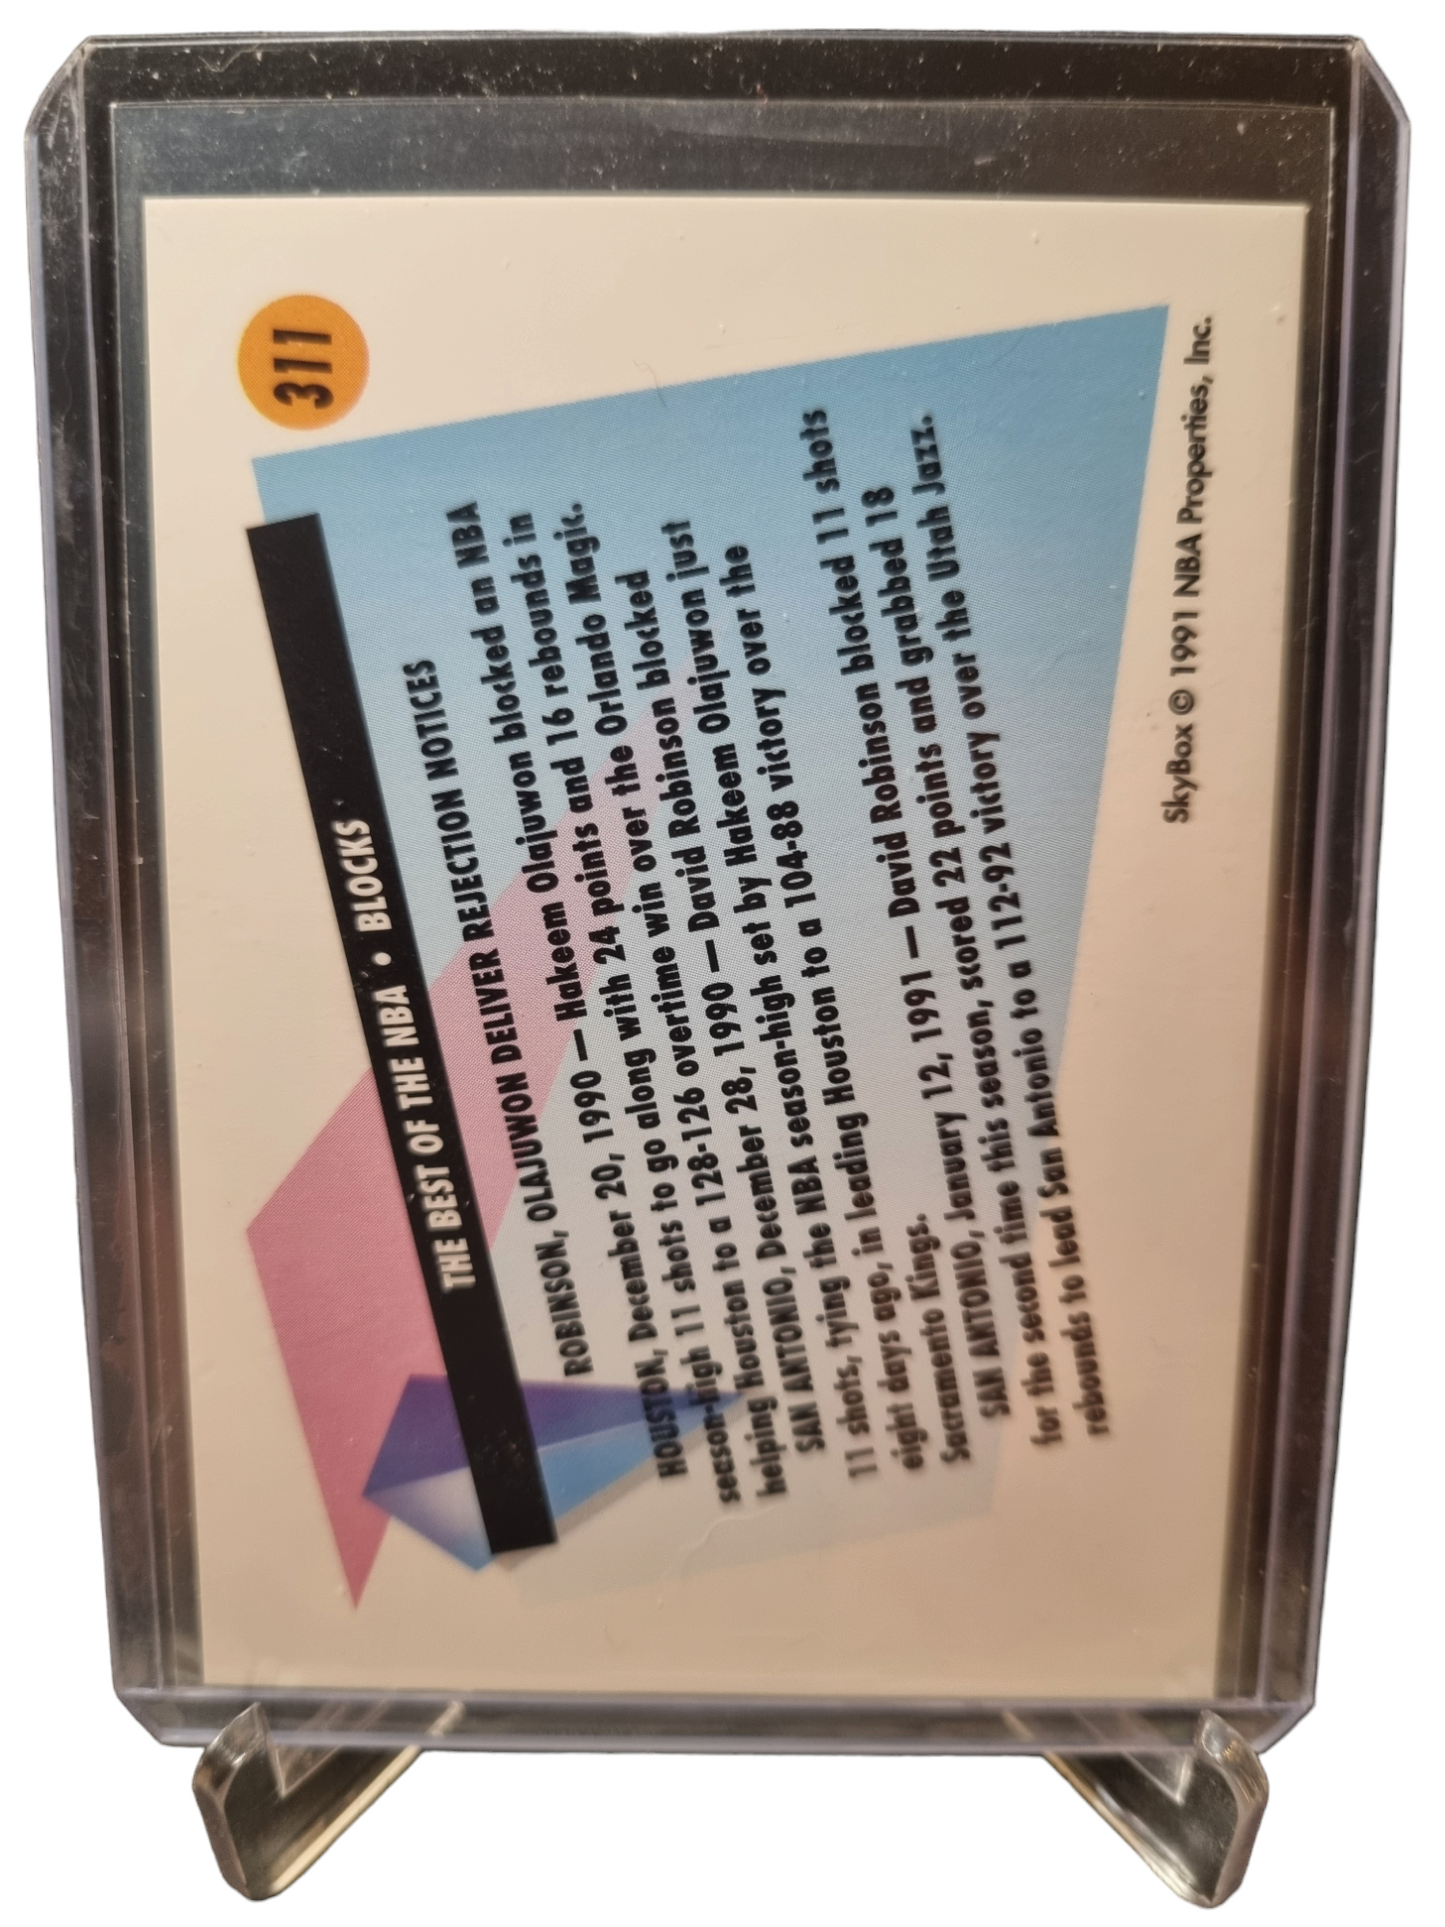 311
THE BEST OF THE NBA • BLOCKS
ROBINSON, OLAJUWON DELIVER REJECTION NOTICES
HOUSTON, December 20, 1990 — Hakeem Olajuwon blocked an NBA
season-high 11 shots to go along with 24 points and 16 rebounds in
helping Houston to a 128-126 overtime win over the Orlando Magic.
SAN ANTONIO, December 28, 1990 — David Robinson blocked
11 shots, tying the NBA season-high set by Hakeem Olajuwon just
eight days ago, in leading Houston to a 104-88 victory over the
Sacramento Kings.
SAN ANTONIO, January 12, 1991 — David Robinson blocked 11 shots
for the second time this season, scored 22 points and grabbed 18
rebounds to lead San Antonio to a 112-92 victory over the Utah Jazz.
SkyBox © 1991 NBA Properties, Inc.